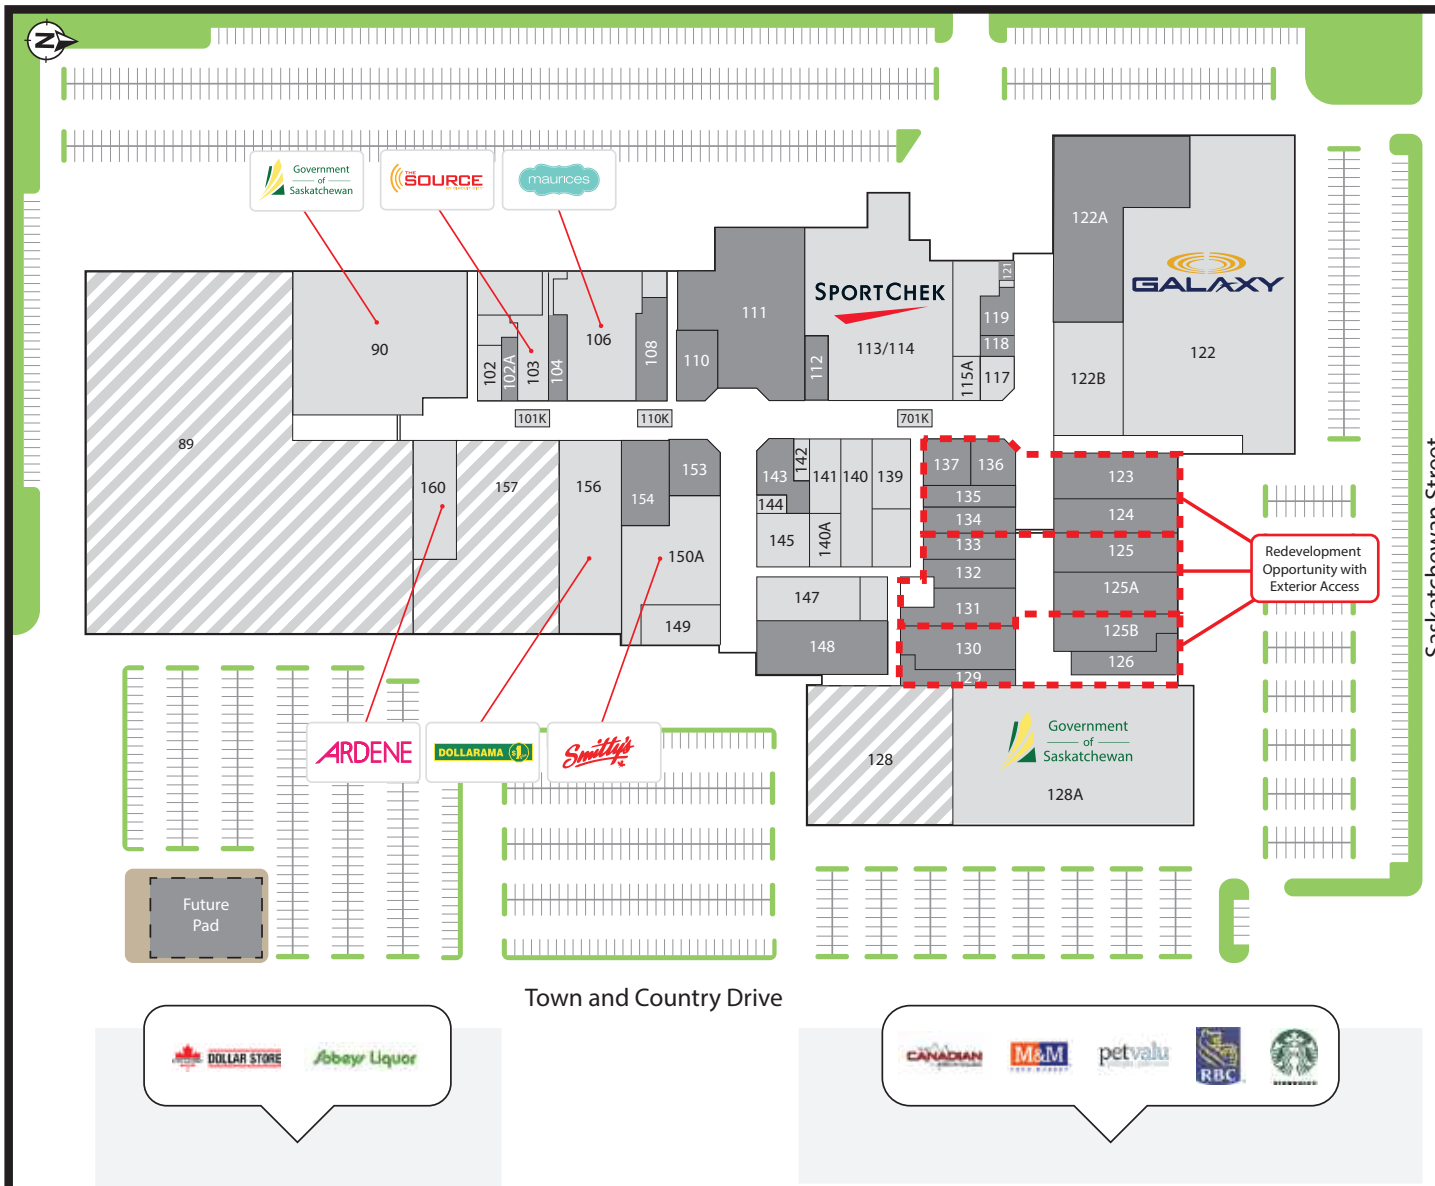 N
Government
of
Saskatchewan
THE
SOURCE
maurices
122A
GALAXY
122
122B
121
119
118
117
115A
SPORTCHEK
113/114
111
112
110
108
106
104
103
102A
102
90
89
101K
110K
701K
160
157
156
154
153
150A
149
143
142
141
140
139
144
145
140A
147
148
137
136
135
134
133
132
131
130
129
123
124
125
125A
125B
126
Redevelopment
Opportunity with
Exterior Access
Saskatchewan Street
ARDENE
DOLLARAMA
Smitty's
128
Government
of
Saskatchewan
128A
Future
Pad
Town and Country Drive
DOLLAR STORE
Sobeys Liquor
CANADIAN
M&M
petvalu
RBC